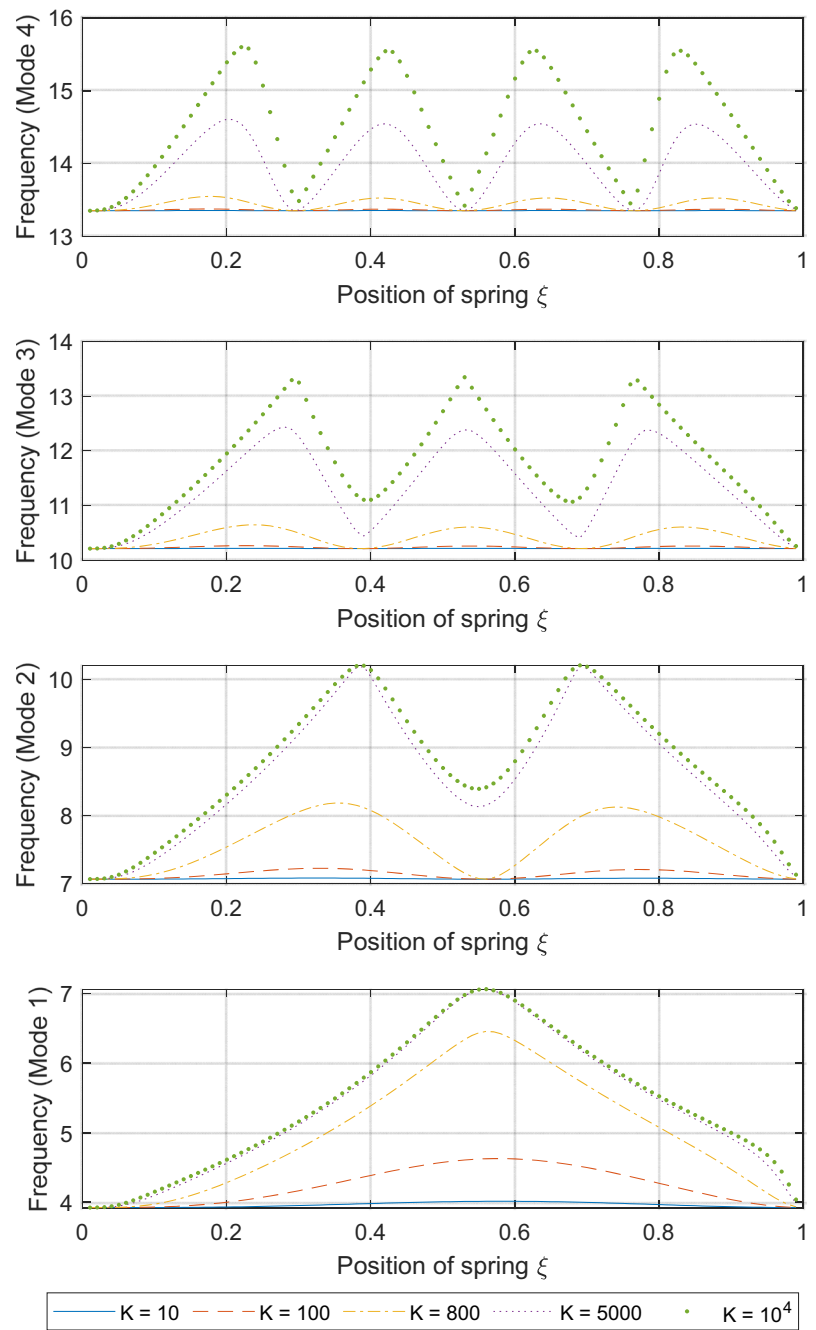 Frequency (Mode 4)
16
15
14
13
0 0.2 0.4 0.6 0.8 1
Position of spring ξ
Frequency (Mode 3)
14
13
12
11
10
0 0.2 0.4 0.6 0.8 1
Position of spring ξ
Frequency (Mode 2)
10
9
8
7
0 0.2 0.4 0.6 0.8 1
Position of spring ξ
Frequency (Mode 1)
7
6
5
4
0 0.2 0.4 0.6 0.8 1
Position of spring ξ
K = 10 K = 100 K = 800 K = 5000 K = 10⁴